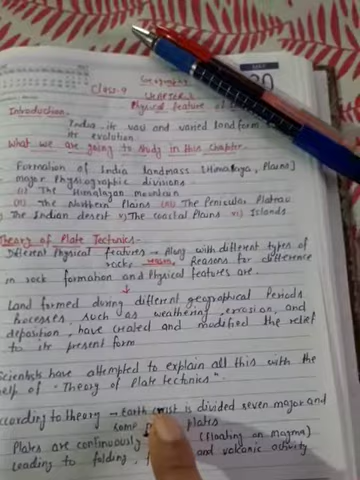 Geography
Class-9
CHAPTER-2
Physical feature of
Introduction.
India - its vast and varied landform
its evolution
What we are going to study in this chapter
Formation of India landmass [Himalaya, Plains]
major Physiographic divisions
(i) The Himalayan mountain
(ii) The Northern Plains (iii) The Penicular Plateau
The Indian desert v) The Coastal Plains vi) Islands
Theory of Plate Tectonics-
Different Physical features → Along with different types of
rocks. Reasons for difference
in rock formation and Physical features are.
↓
Land formed during different geographical Periods
Processes, such as weathering, erosion, and
deposition, have created and modified the relief
to its present form
Scientists have attempted to explain all this with the
help of "Theory of Plate tectonics".
According to theory → Earth crust is divided seven major and
some plates
Plates are continuously (floating on magma)
leading to folding, and volcanic activity